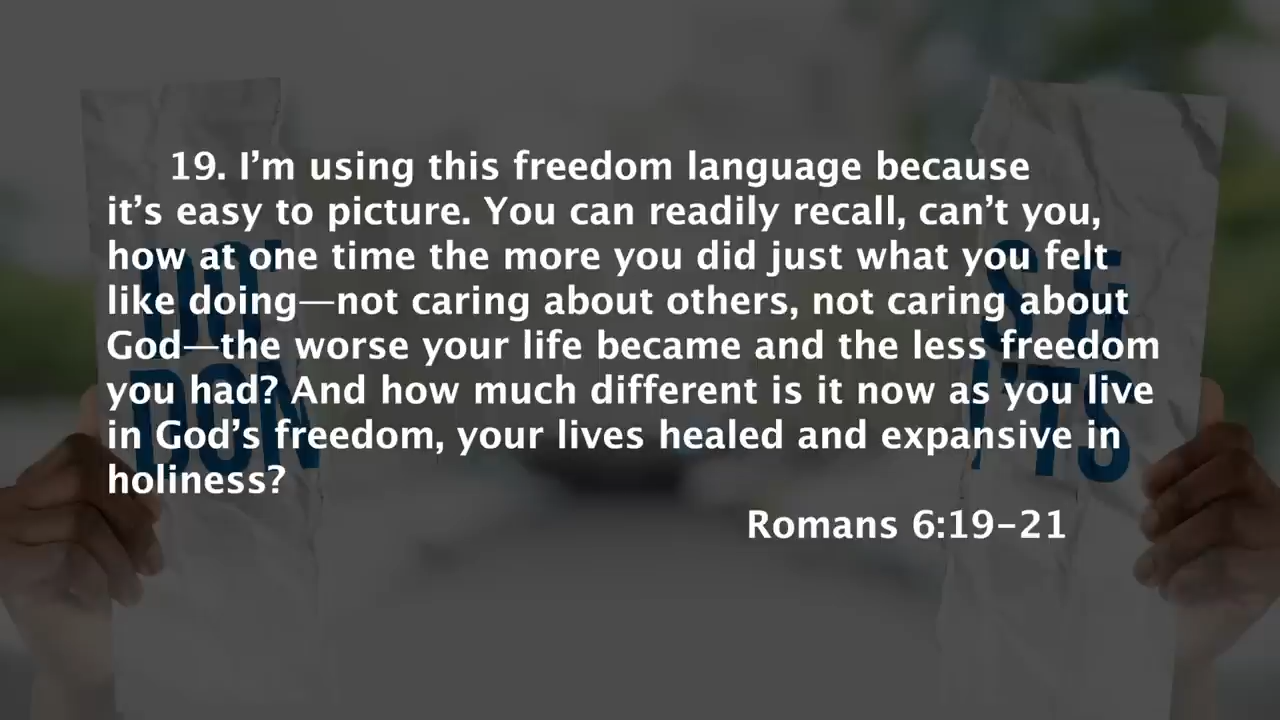 19. I’m using this freedom language because
it’s easy to picture. You can readily recall, can’t you,
how at one time the more you did just what you felt
like doing—not caring about others, not caring about
God—the worse your life became and the less freedom
you had? And how much different is it now as you live
in God’s freedom, your lives healed and expansive in
holiness?
Romans 6:19–21